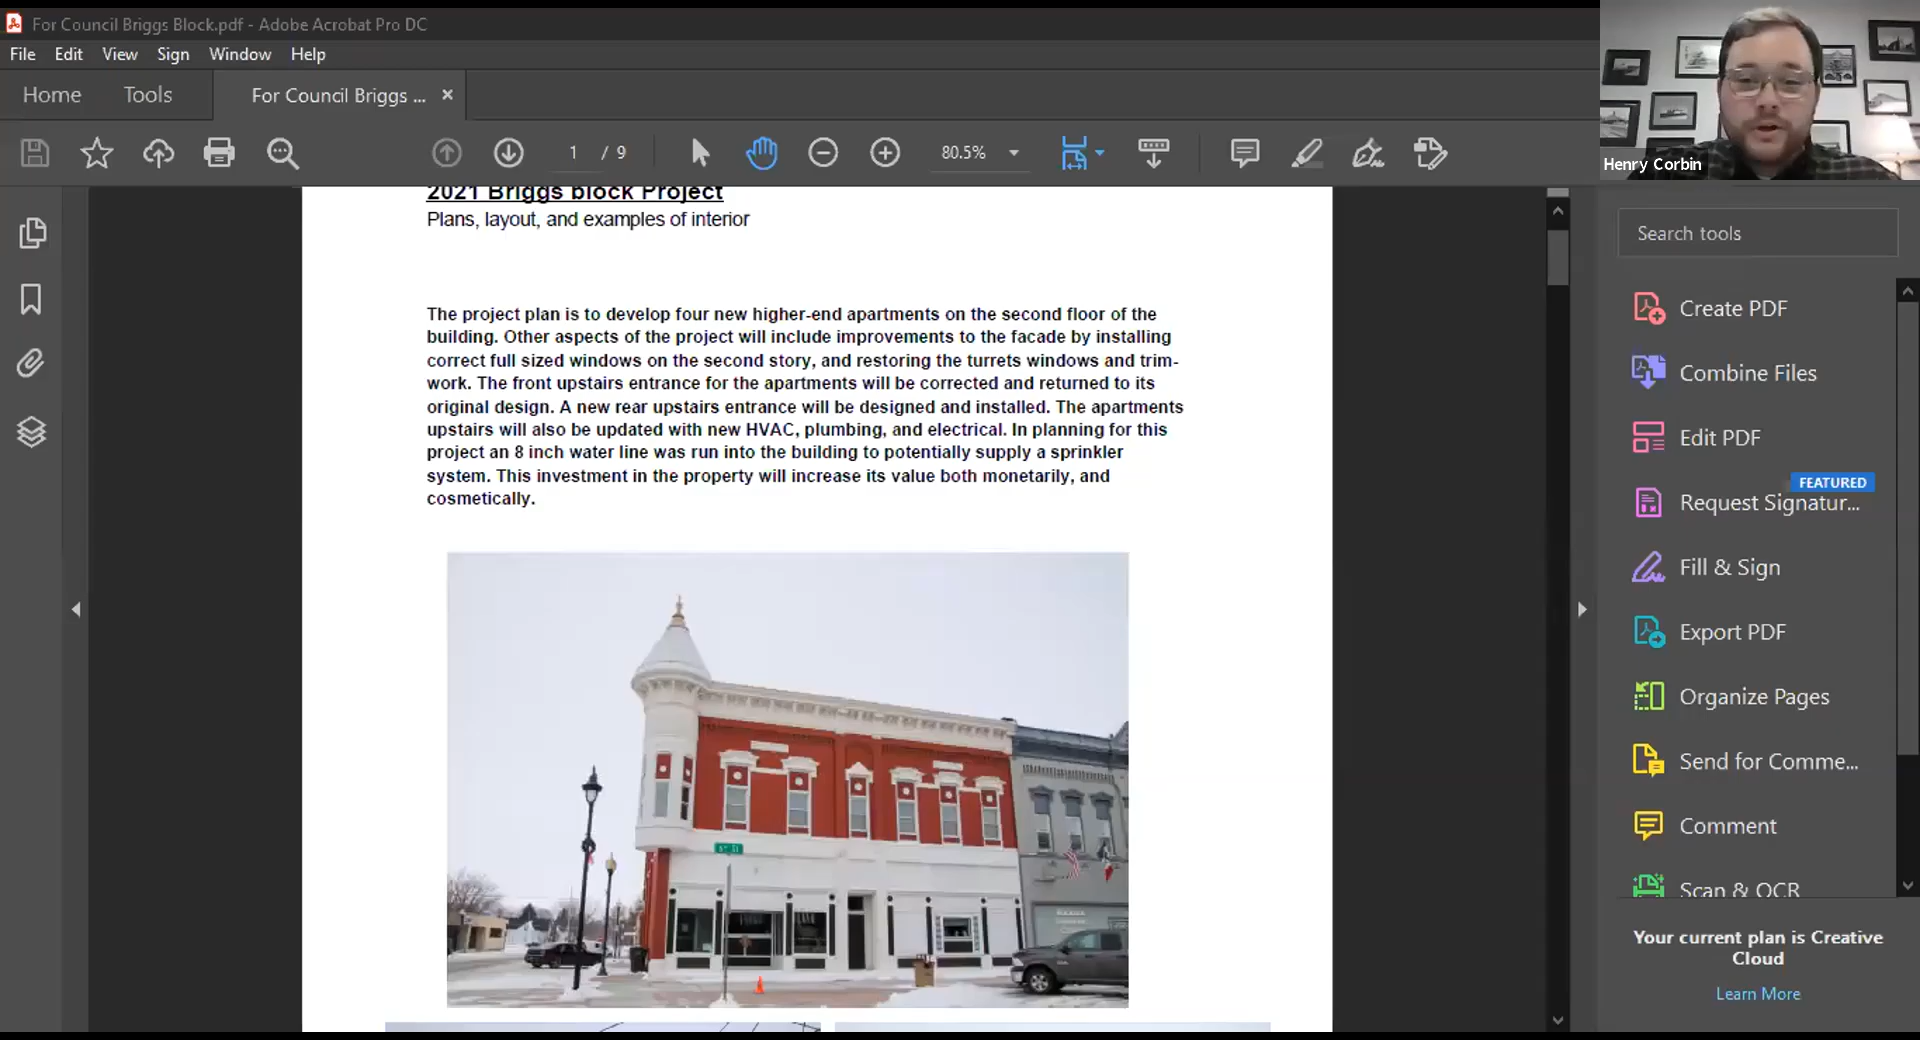 For Council Briggs Block.pdf - Adobe Acrobat Pro DC
File Edit View Sign Window Help
Home Tools For Council Briggs ... ×
1 / 9 80.5%
Henry Corbin
2021 Briggs block Project
Plans, layout, and examples of interior
The project plan is to develop four new higher-end apartments on the second floor of the
building. Other aspects of the project will include improvements to the facade by installing
correct full sized windows on the second story, and restoring the turrets windows and trim-
work. The front upstairs entrance for the apartments will be corrected and returned to its
original design. A new rear upstairs entrance will be designed and installed. The apartments
upstairs will also be updated with new HVAC, plumbing, and electrical. In planning for this
project an 8 inch water line was run into the building to potentially supply a sprinkler
system. This investment in the property will increase its value both monetarily, and
cosmetically.
Search tools
Create PDF
Combine Files
Edit PDF
FEATURED
Request Signatur...
Fill & Sign
Export PDF
Organize Pages
Send for Comme...
Comment
Scan & OCR
Your current plan is Creative
Cloud
Learn More